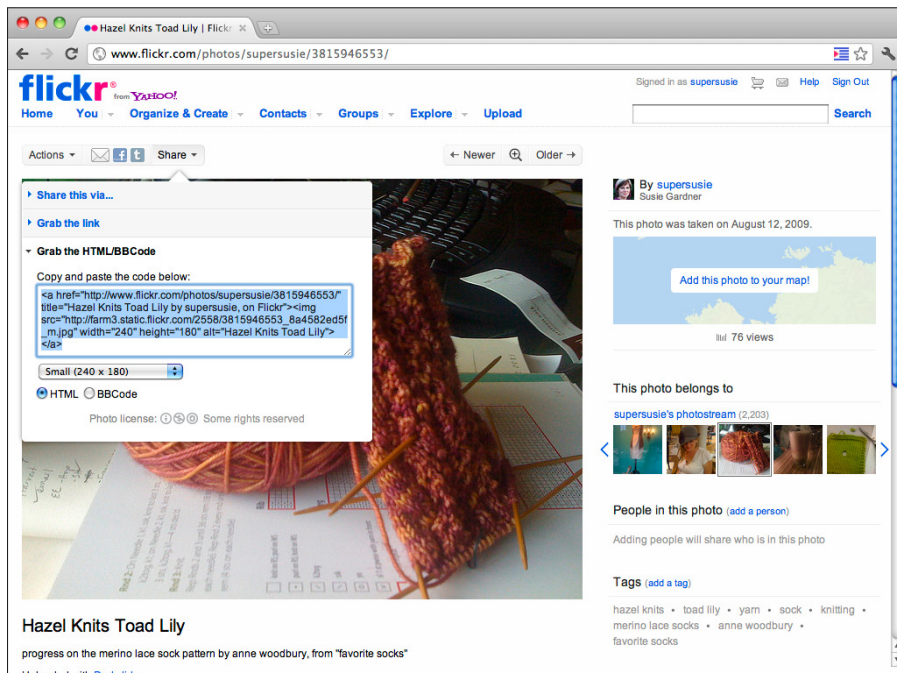 Hazel Knits Toad Lily | Flickr
www.flickr.com/photos/supersusie/3815946553/
flickr from YAHOO!
Signed in as supersusie Help Sign Out
Home You Organize & Create Contacts Groups Explore Upload Search
Actions Share ← Newer Older →
Share this via...
Grab the link
Grab the HTML/BBCode
Copy and paste the code below:
<a href="http://www.flickr.com/photos/supersusie/3815946553/"
title="Hazel Knits Toad Lily by supersusie, on Flickr"><img
src="http://farm3.static.flickr.com/2558/3815946553_8a4582ed5f
_m.jpg" width="240" height="180" alt="Hazel Knits Toad Lily">
</a>
Small (240 x 180)
HTML BBCode
Photo license: Some rights reserved
Rnd 3: Knit.
Hazel Knits Toad Lily
progress on the merino lace sock pattern by anne woodbury, from "favorite socks"
By supersusie
Susie Gardner
This photo was taken on August 12, 2009.
Add this photo to your map!
76 views
This photo belongs to
supersusie's photostream (2,203)
People in this photo (add a person)
Adding people will share who is in this photo
Tags (add a tag)
hazel knits • toad lily • yarn • sock • knitting •
merino lace socks • anne woodbury •
favorite socks